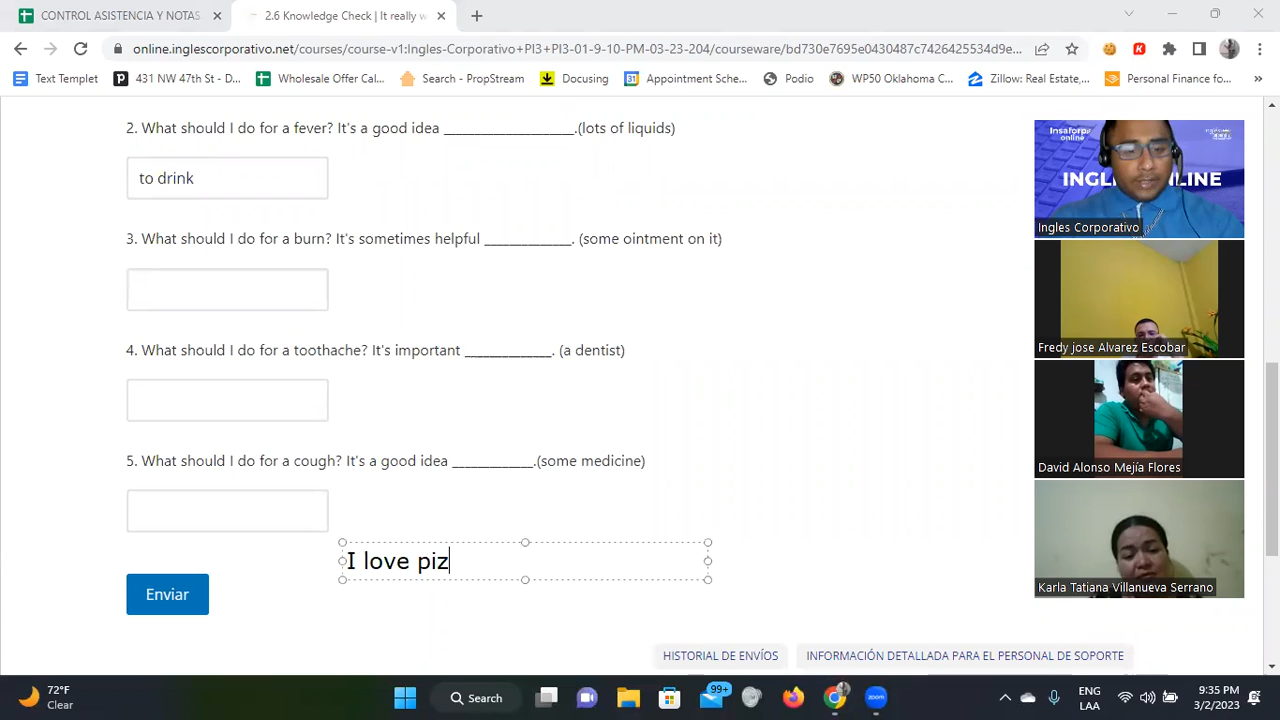 CONTROL ASISTENCIA Y NOTAS
2.6 Knowledge Check | It really w
online.inglescorporativo.net/courses/course-v1:Ingles-Corporativo+PI3+PI3-01-9-10-PM-03-23-204/courseware/bd730e7695e0430487c7426425534d9e...
Text Templet
431 NW 47th St - D...
Wholesale Offer Cal...
Search - PropStream
Docusing
Appointment Sche...
Podio
WP50 Oklahoma C...
Zillow: Real Estate,...
Personal Finance fo...
2. What should I do for a fever? It's a good idea ____________________.(lots of liquids)
to drink
3. What should I do for a burn? It's sometimes helpful _____________. (some ointment on it)
4. What should I do for a toothache? It's important _____________. (a dentist)
5. What should I do for a cough? It's a good idea ____________.(some medicine)
I love piz
Enviar
HISTORIAL DE ENVÍOS
INFORMACIÓN DETALLADA PARA EL PERSONAL DE SOPORTE
Insaforp
online
Ingles Corporativo
Fredy jose Alvarez Escobar
David Alonso Mejía Flores
Karla Tatiana Villanueva Serrano
72°F
Clear
Search
99+
zoom
ENG
LAA
9:35 PM
3/2/2023